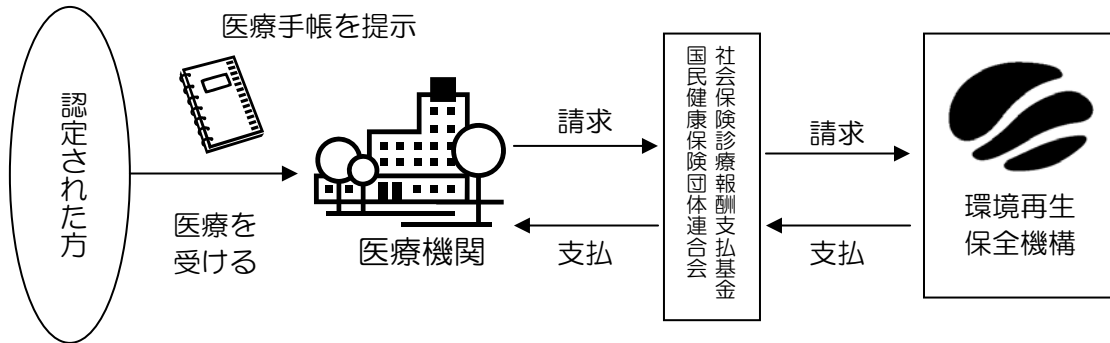 医療手帳を提示
認定された方
医療を
受ける
医療機関
請求
支払
社会保険診療報酬支払基金
国民健康保険団体連合会
請求
支払
環境再生
保全機構